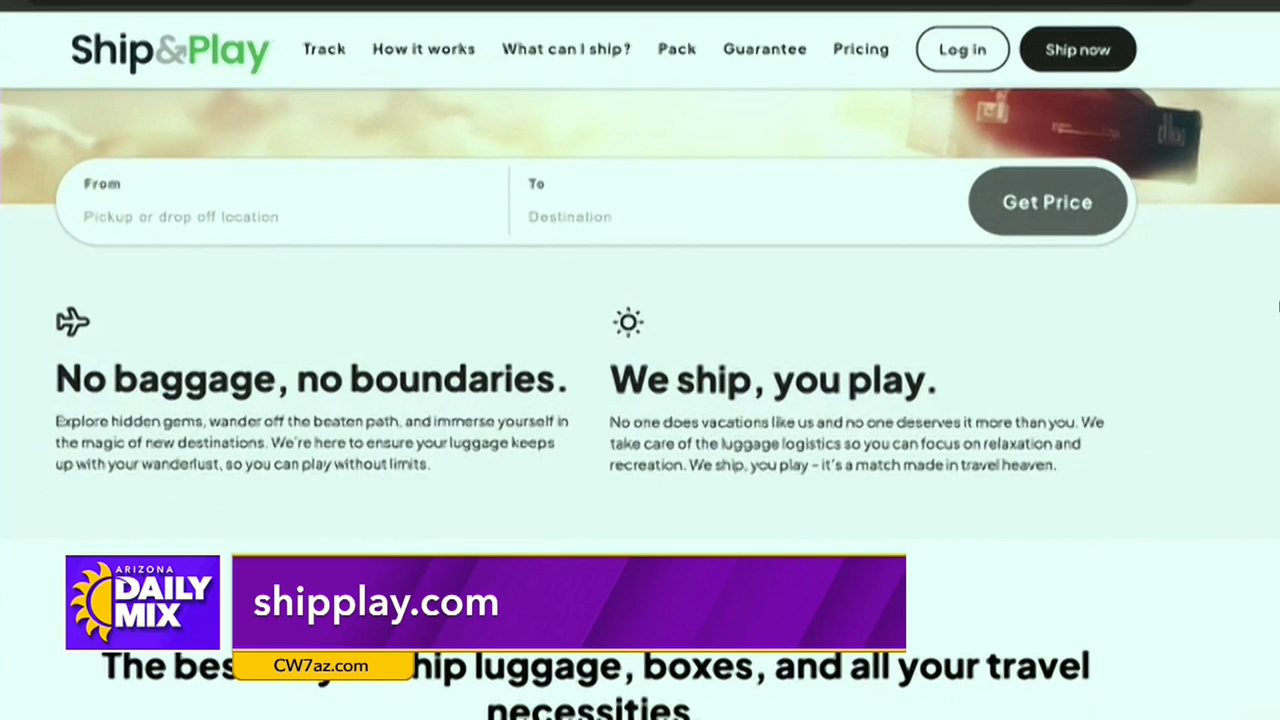 Ship&Play Track How it works What can I ship? Pack Guarantee Pricing Log in Ship now
From To
Pickup or drop off location Destination Get Price
No baggage, no boundaries.
Explore hidden gems, wander off the beaten path, and immerse yourself in
the magic of new destinations. We're here to ensure your luggage keeps
up with your wanderlust, so you can play without limits.
We ship, you play.
No one does vacations like us and no one deserves it more than you. We
take care of the luggage logistics so you can focus on relaxation and
recreation. We ship, you play - it's a match made in travel heaven.
ARIZONA
DAILY
MIX
shipplay.com
CW7az.com
The luggage, boxes, and all your travel
necessities.